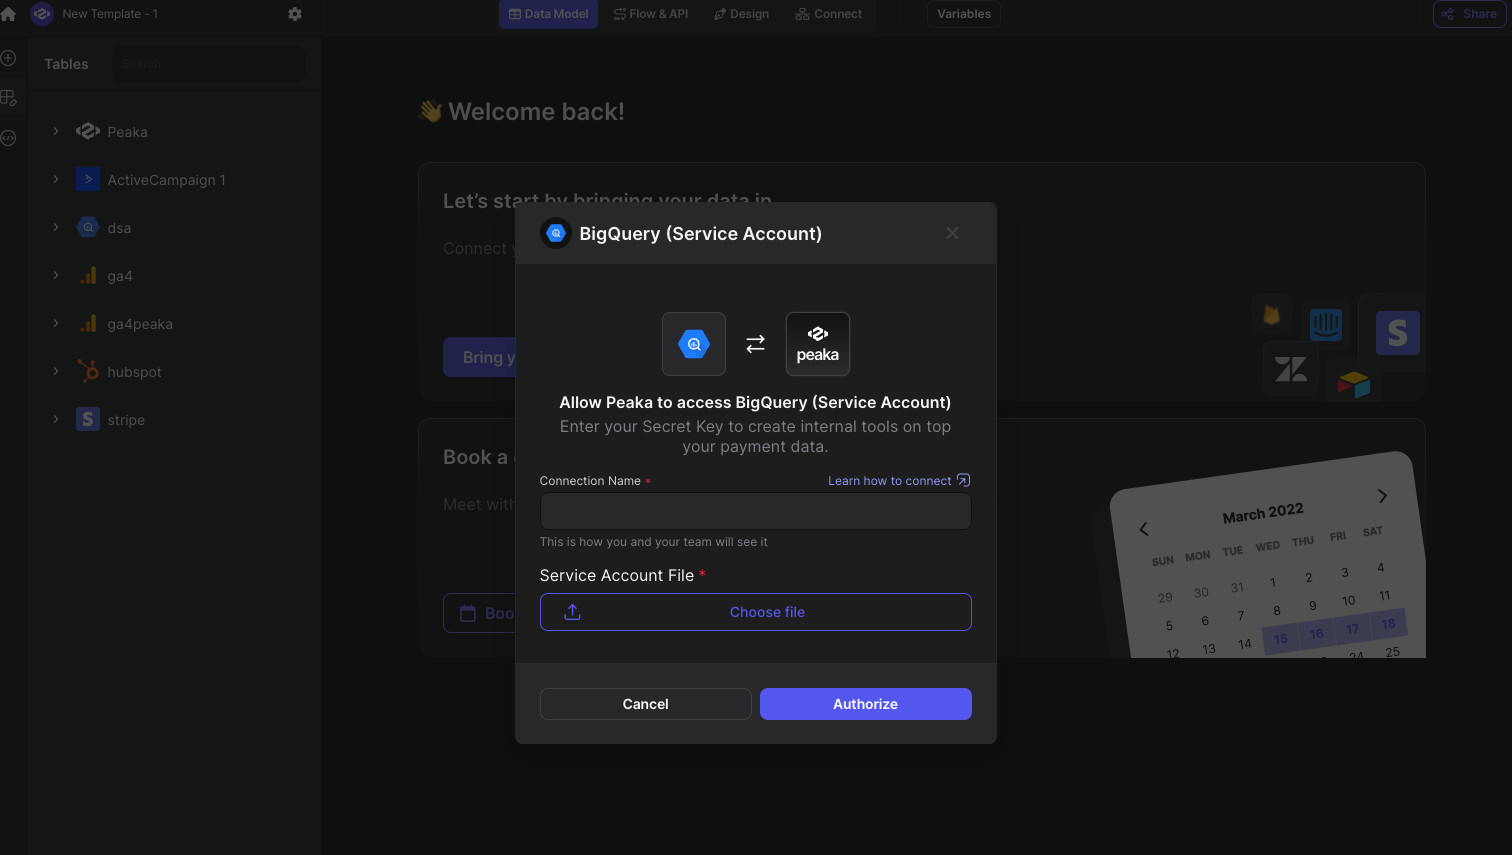 New Template - 1
Data Model
Flow & API
Design
Connect
Variables
Share
Tables
Search
Peaka
ActiveCampaign 1
dsa
ga4
ga4peaka
hubspot
stripe
👋 Welcome back!
Let's start by bringing your data in
Connect
Bring
Book a
Meet with
Boo
BigQuery (Service Account)
peaka
Allow Peaka to access BigQuery (Service Account)
Enter your Secret Key to create internal tools on top
your payment data.
Connection Name *
Learn how to connect
This is how you and your team will see it
Service Account File *
Choose file
Cancel
Authorize
March 2022
SUN MON TUE WED THU FRI SAT
29 30 31 1 2 3 4
5 6 7 8 9 10 11
12 13 14 15 16 17 18
24 25